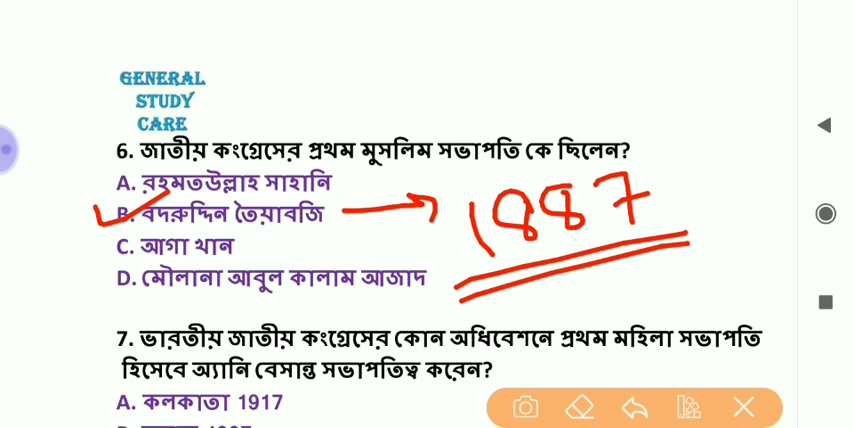 GENERAL
STUDY
CARE
6. জাতীয় কংগ্রেসের প্রথম মুসলিম সভাপতি কে ছিলেন?
A. রহমতউল্লাহ সাহানি
B. বদরুদ্দিন তৈয়াবজি → 1887
C. আগা খান
D. মৌলানা আবুল কালাম আজাদ
7. ভারতীয় জাতীয় কংগ্রেসের কোন অধিবেশনে প্রথম মহিলা সভাপতি
হিসেবে অ্যানি বেসান্ত সভাপতিত্ব করেন?
A. কলকাতা 1917